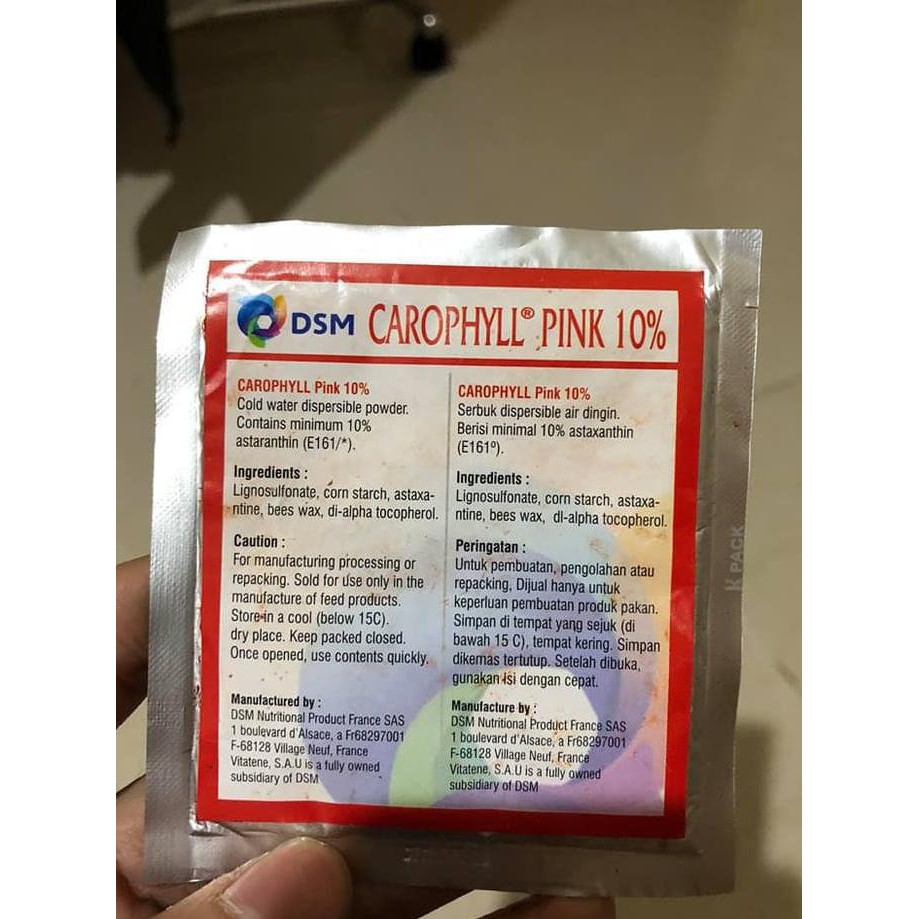 DSM CAROPHYLL® PINK 10%
CAROPHYLL Pink 10%
Cold water dispersible powder.
Contains minimum 10%
astaranthin (E161/*).
Ingredients :
Lignosulfonate, corn starch, astaxa-
ntine, bees wax, di-alpha tocopherol.
Caution :
For manufacturing processing or
repacking. Sold for use only in the
manufacture of feed products.
Store in a cool (below 15C).
dry place. Keep packed closed.
Once opened, use contents quickly.
Manufactured by :
DSM Nutritional Product France SAS
1 boulevard d'Alsace, a Fr68297001
F-68128 Village Neuf, France
Vitatene, S.A.U is a fully owned
subsidiary of DSM
CAROPHYLL Pink 10%
Serbuk dispersible air dingin.
Berisi minimal 10% astaxanthin
(E161º).
Ingredients :
Lignosulfonate, corn starch, astaxa-
ntine, bees wax, dl-alpha tocopherol.
Peringatan :
Untuk pembuatan, pengolahan atau
repacking, Dijual hanya untuk
keperluan pembuatan produk pakan.
Simpan di tempat yang sejuk (di
bawah 15 C), tempat kering. Simpan
dikemas tertutup. Setelah dibuka,
gunakan isi dengan cepat.
Manufacture by :
DSM Nutritional Product France SAS
1 boulevard d'Alsace, a Fr68297001
F-68128 Village Neuf, France
Vitatene, S.A.U is a fully owned
subsidiary of DSM
K PACK